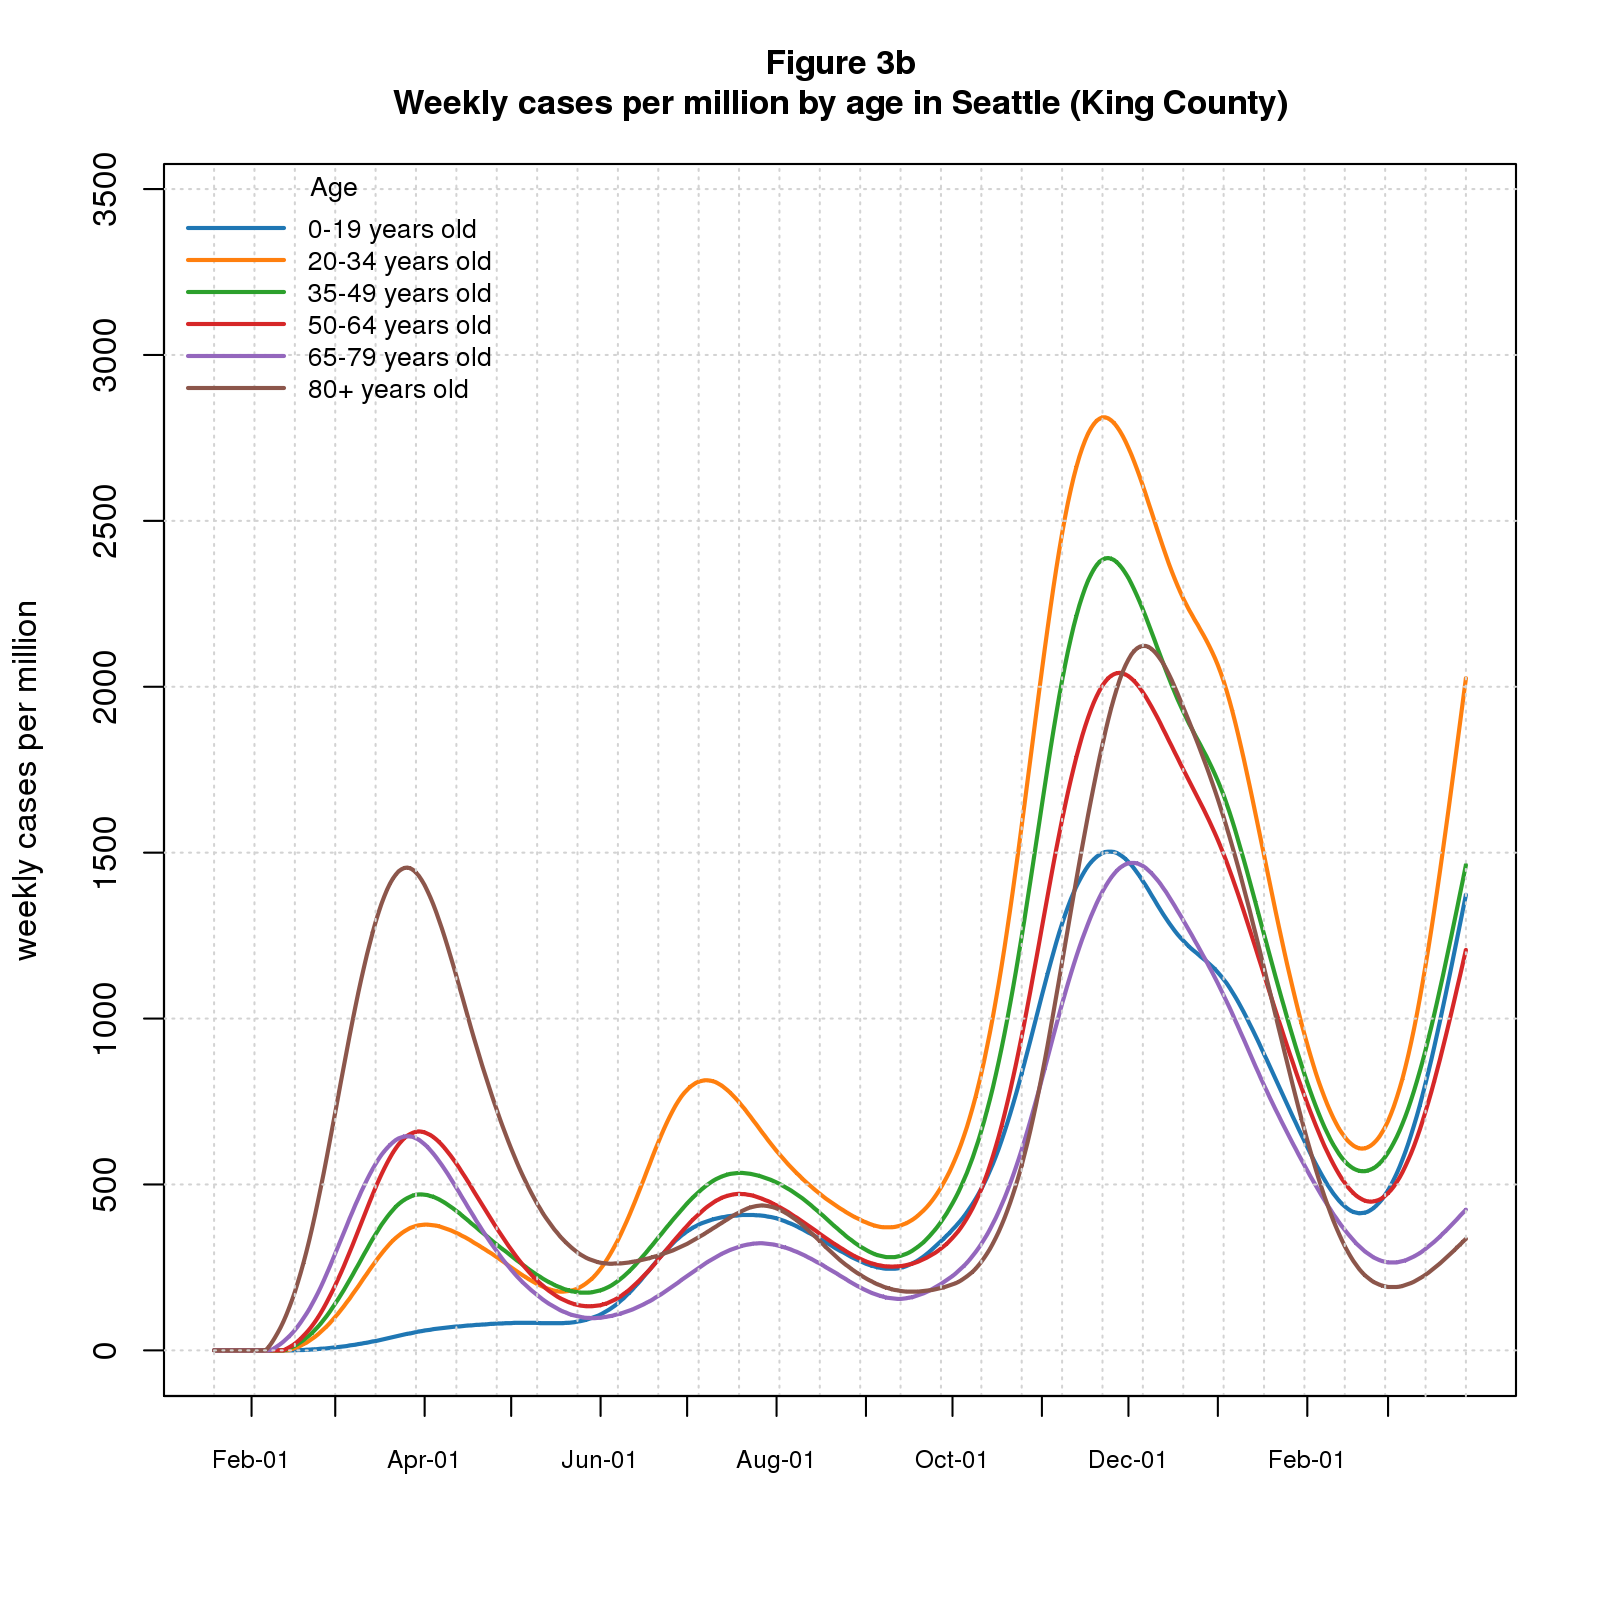 Figure 3b
Weekly cases per million by age in Seattle (King County)
weekly cases per million
3500
3000
2500
2000
1500
1000
500
0
Age
0-19 years old
20-34 years old
35-49 years old
50-64 years old
65-79 years old
80+ years old
Feb-01 Apr-01 Jun-01 Aug-01 Oct-01 Dec-01 Feb-01